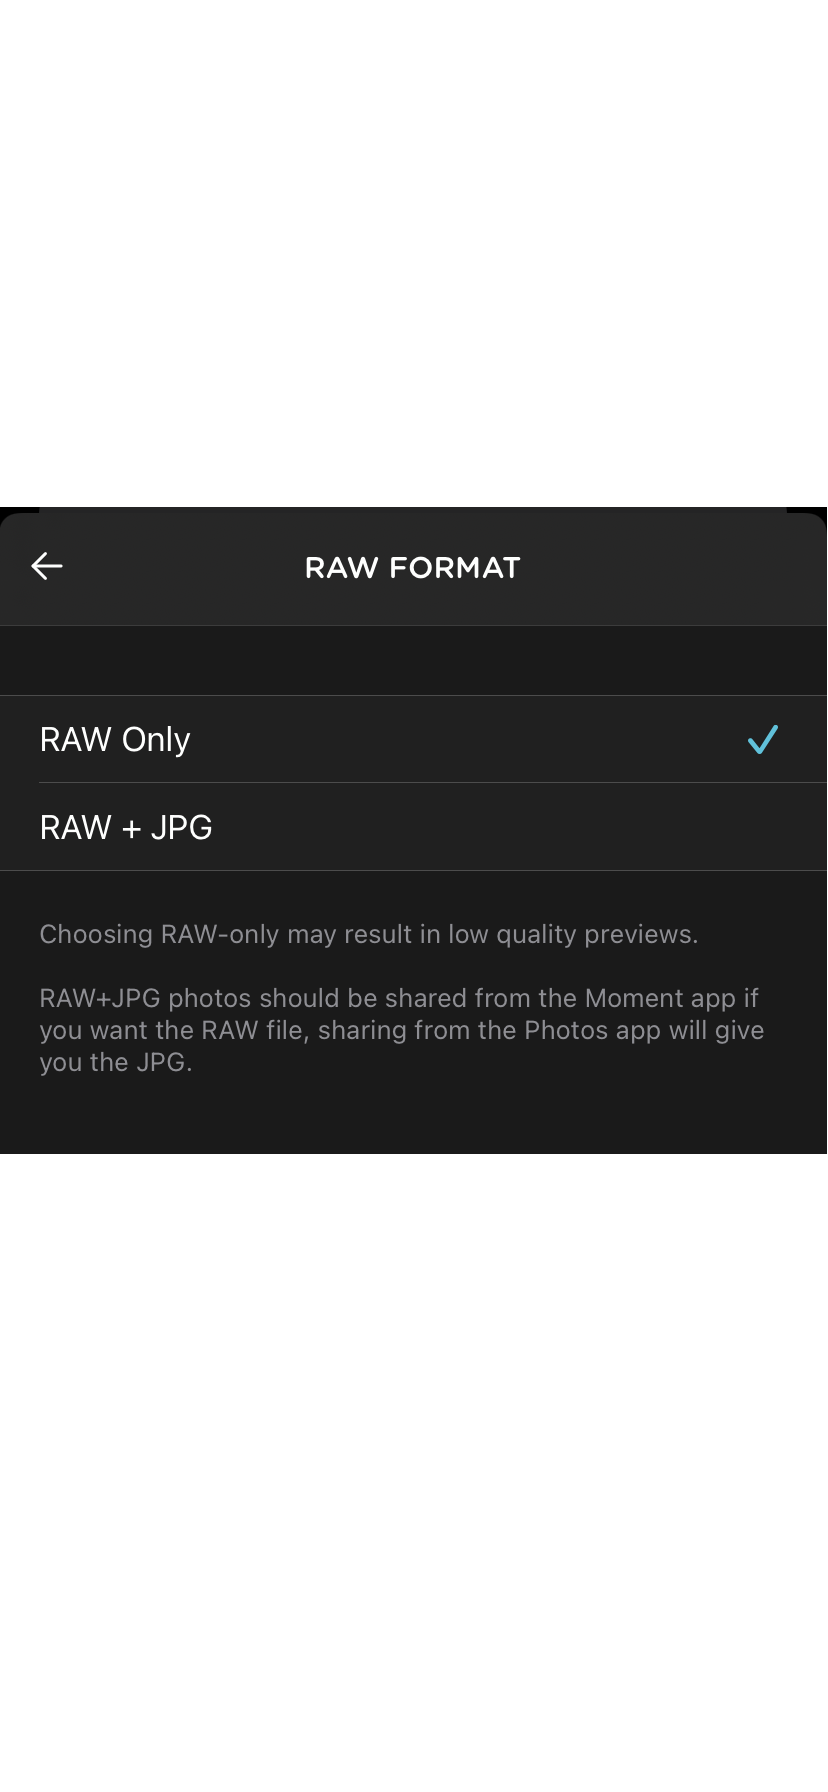 RAW FORMAT
RAW Only
RAW + JPG
Choosing RAW-only may result in low quality previews.
RAW+JPG photos should be shared from the Moment app if
you want the RAW file, sharing from the Photos app will give
you the JPG.